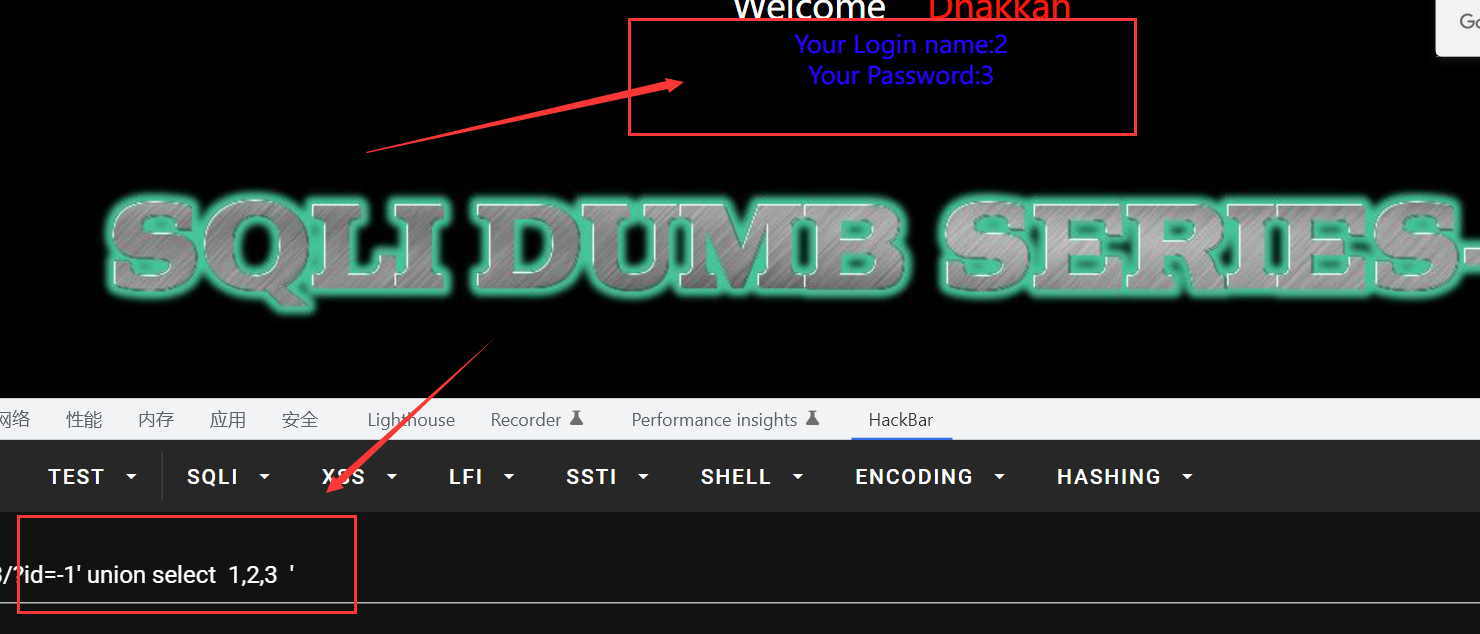 Welcome Dhakkan
Your Login name:2
Your Password:3
SQLI DUMB SERIES-
网络 性能 内存 应用 安全 Lighthouse Recorder Performance insights HackBar
TEST SQLI XSS LFI SSTI SHELL ENCODING HASHING
/?id=-1' union select 1,2,3 '